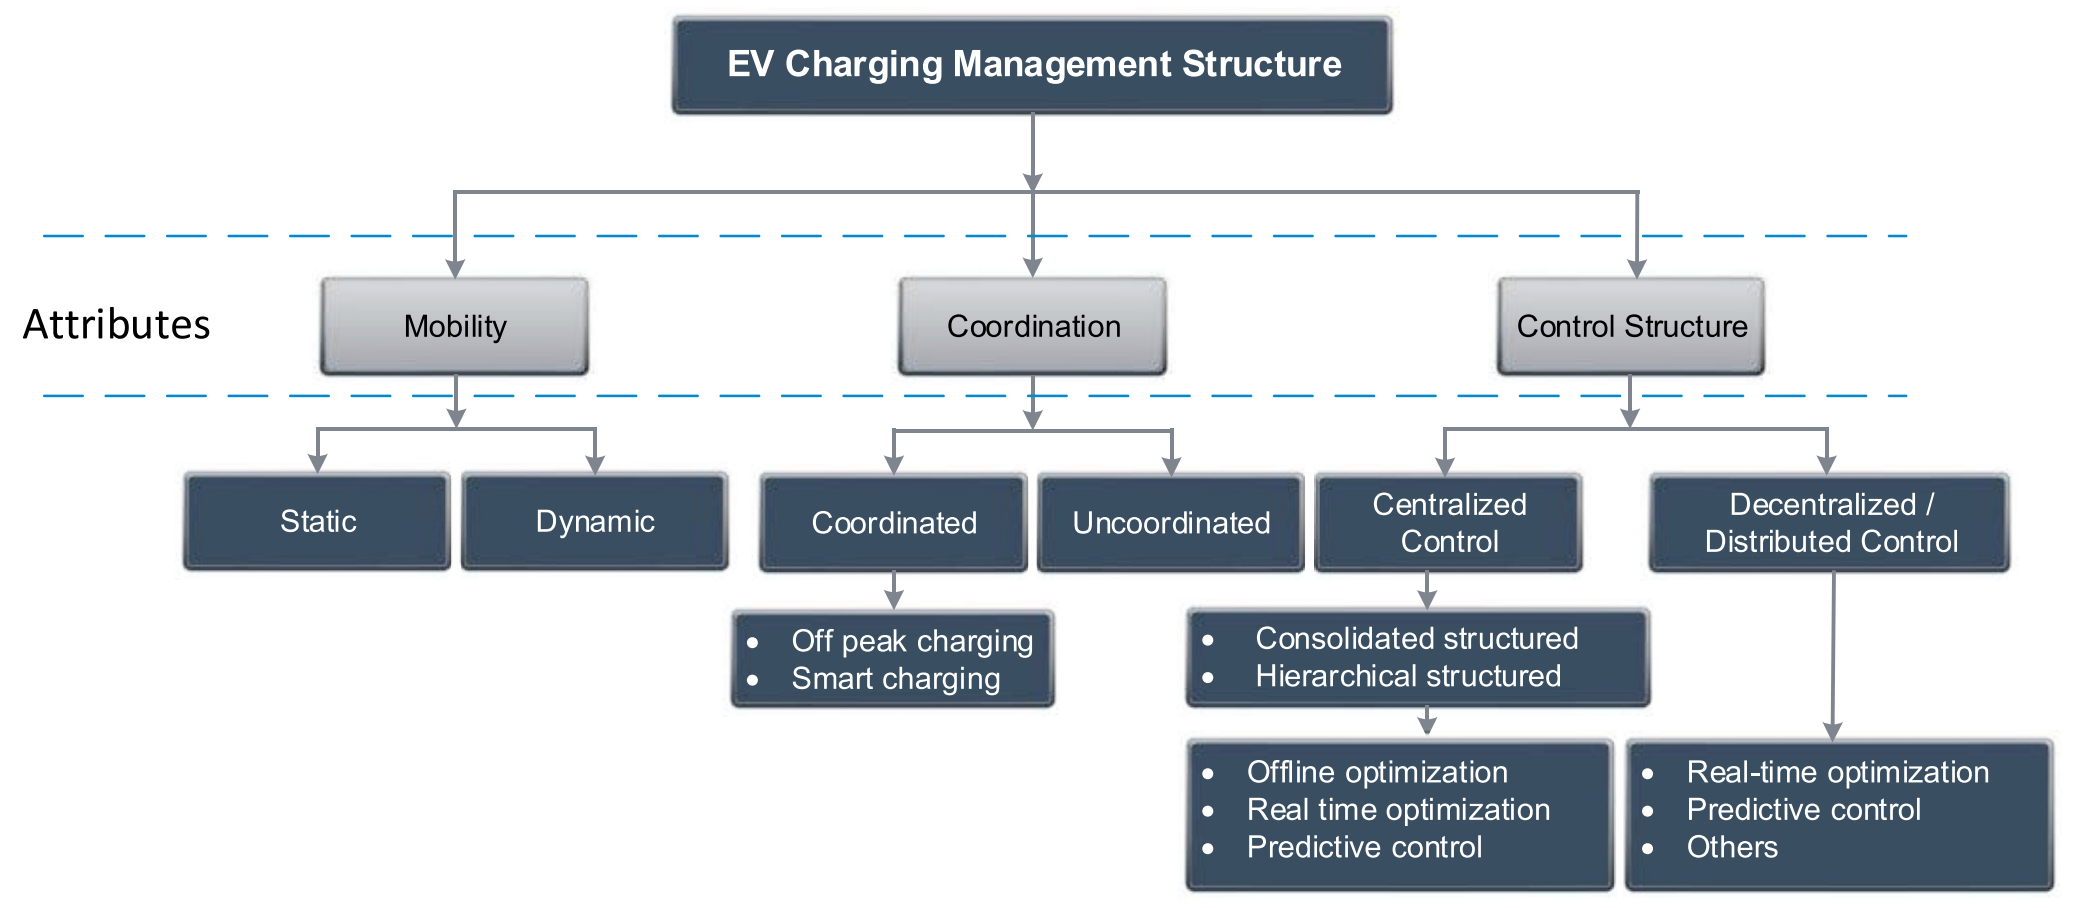 EV Charging Management Structure
Attributes
Mobility
Coordination
Control Structure
Static
Dynamic
Coordinated
Uncoordinated
Centralized
Control
Decentralized /
Distributed Control
• Off peak charging
• Smart charging
• Consolidated structured
• Hierarchical structured
• Offline optimization
• Real time optimization
• Predictive control
• Real-time optimization
• Predictive control
• Others